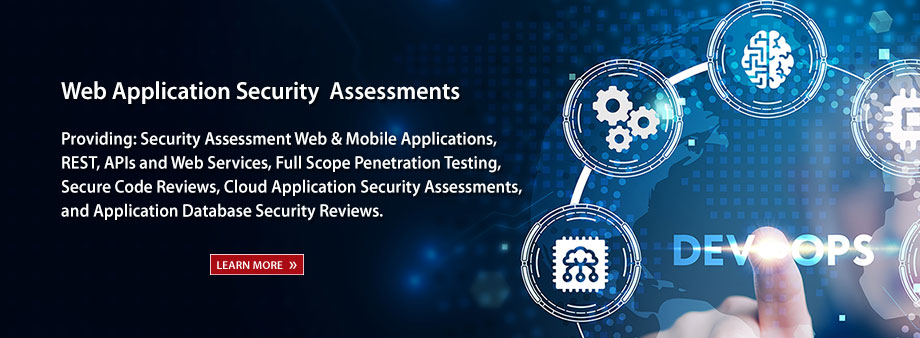 Web Application Security Assessments
Providing: Security Assessment Web & Mobile Applications,
REST, APIs and Web Services, Full Scope Penetration Testing,
Secure Code Reviews, Cloud Application Security Assessments,
and Application Database Security Reviews.
LEARN MORE »
DEVOPS